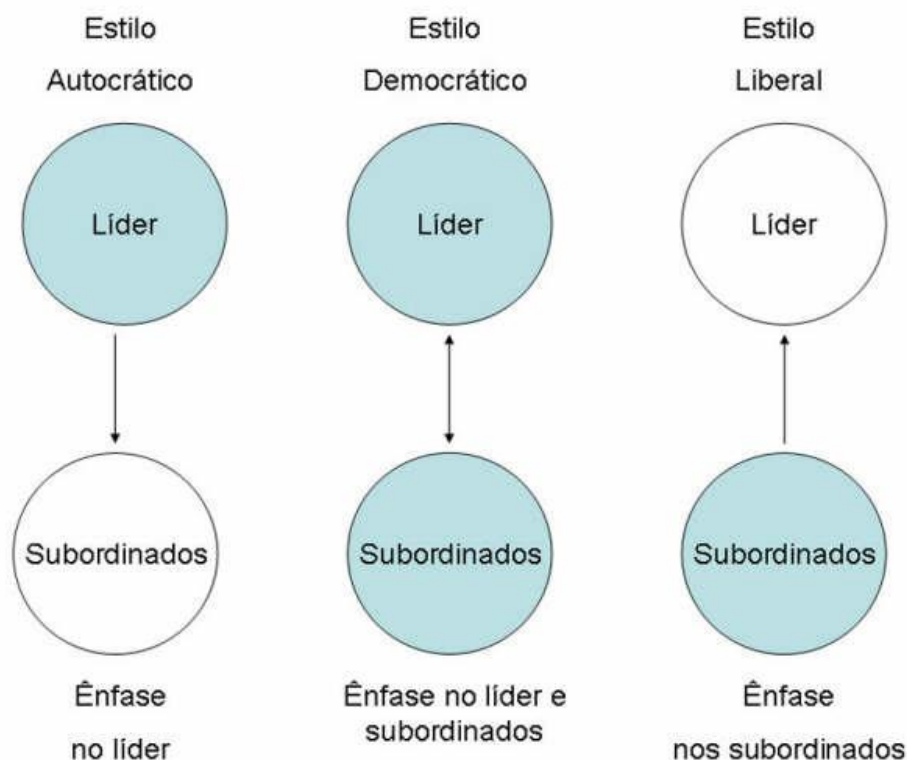 Estilo
Autocrático
Líder
Subordinados
Ênfase
no líder
Estilo
Democrático
Líder
Subordinados
Ênfase no líder e
subordinados
Estilo
Liberal
Líder
Subordinados
Ênfase
nos subordinados